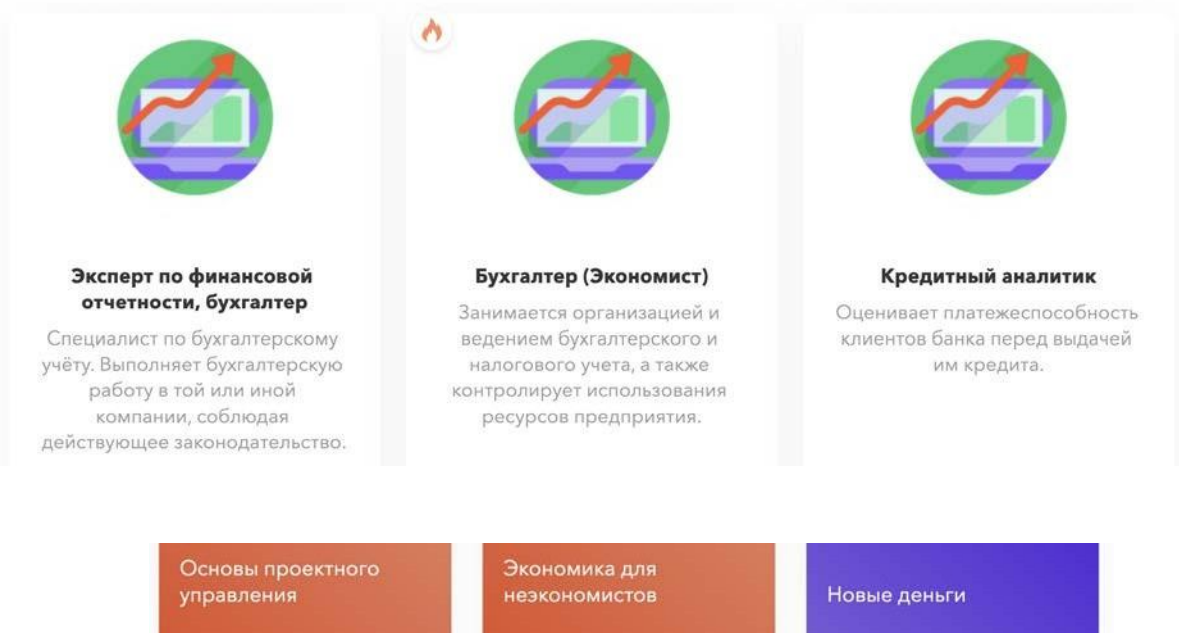 Эксперт по финансовой
отчетности, бухгалтер
Специалист по бухгалтерскому
учёту. Выполняет бухгалтерскую
работу в той или иной
компании, соблюдая
действующее законодательство.
Бухгалтер (Экономист)
Занимается организацией и
ведением бухгалтерского и
налогового учета, а также
контролирует использования
ресурсов предприятия.
Кредитный аналитик
Оценивает платежеспособность
клиентов банка перед выдачей
им кредита.
Основы проектного
управления
Экономика для
неэкономистов
Новые деньги